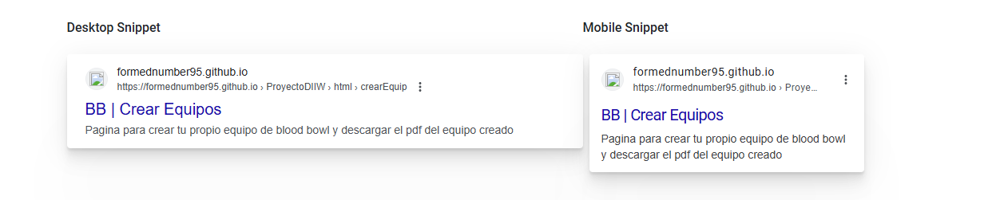 Desktop Snippet
formednumber95.github.io
https://formednumber95.github.io › ProyectoDIIW › html › crearEquip
BB | Crear Equipos
Pagina para crear tu propio equipo de blood bowl y descargar el pdf del equipo creado
Mobile Snippet
formednumber95.github.io
https://formednumber95.github.io › Proye...
BB | Crear Equipos
Pagina para crear tu propio equipo de blood bowl
y descargar el pdf del equipo creado